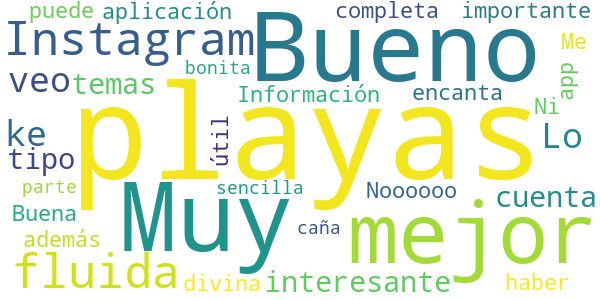 puede aplicación completa importante
Instagram Bueno Me
veo temas bonita app
Información encanta Ni
playas
ke útil Lo
tipo
parte Muy sencilla Noooooo cuenta
Buena caña mejor
además
fluida divina interesante haber